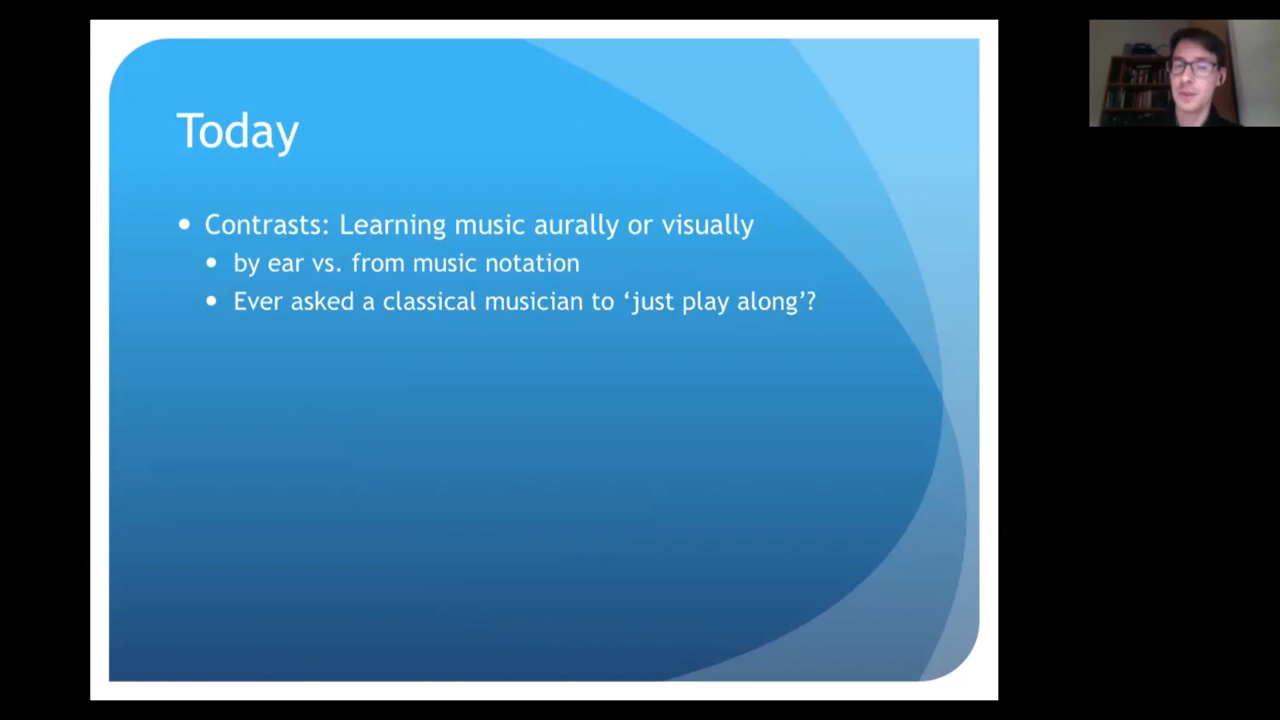 Today
• Contrasts: Learning music aurally or visually
• by ear vs. from music notation
• Ever asked a classical musician to ‘just play along’?